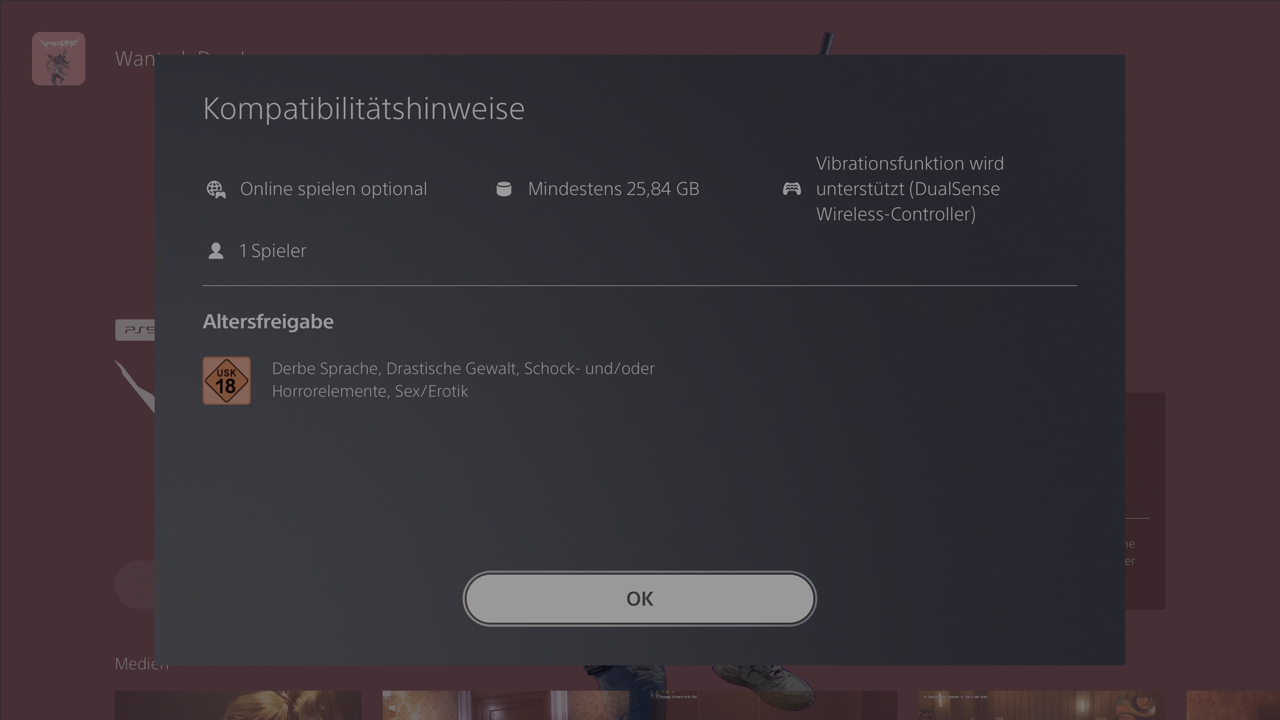 Kompatibilitätshinweise
Online spielen optional
Mindestens 25,84 GB
Vibrationsfunktion wird
unterstützt (DualSense
Wireless-Controller)
1 Spieler
Altersfreigabe
USK
18
Derbe Sprache, Drastische Gewalt, Schock- und/oder
Horrorelemente, Sex/Erotik
PS5
OK
Medien